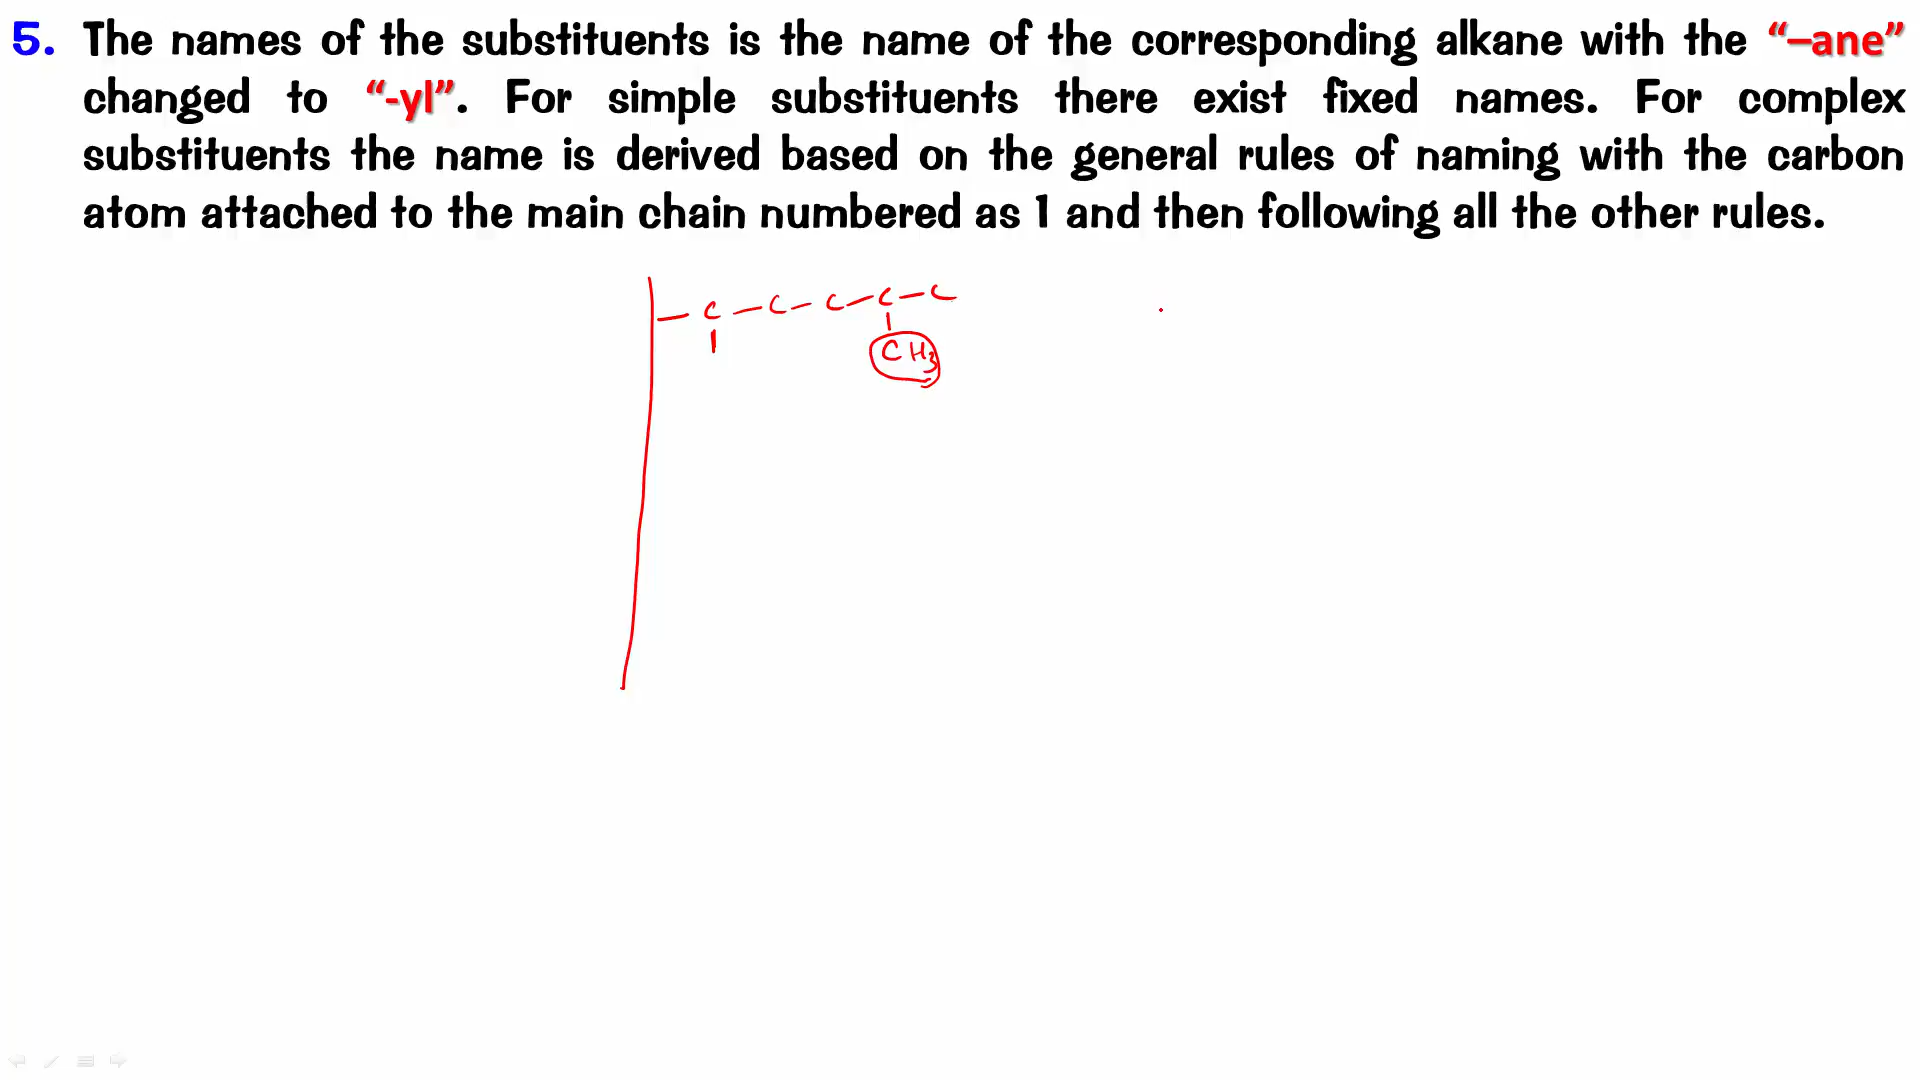 5. The names of the substituents is the name of the corresponding alkane with the “–ane”
changed to “-yl”. For simple substituents there exist fixed names. For complex
substituents the name is derived based on the general rules of naming with the carbon
atom attached to the main chain numbered as 1 and then following all the other rules.
– C – C – C – C – C
CH3